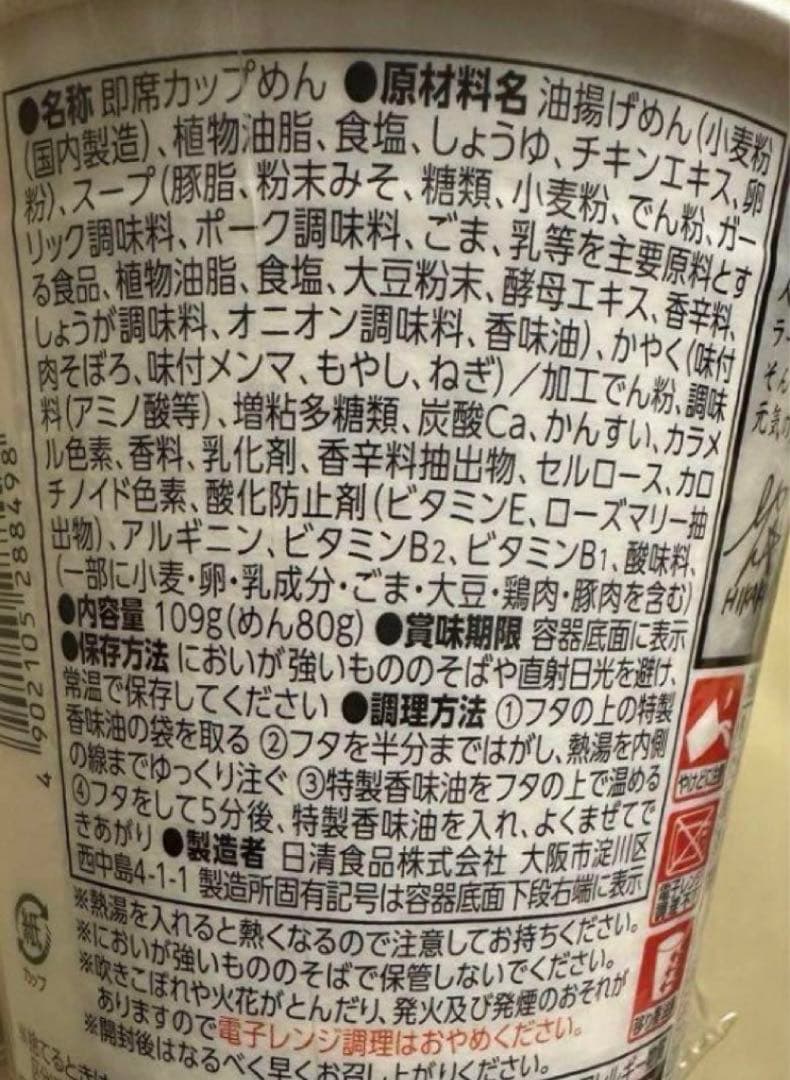 ●名称 即席カップめん ●原材料名 油揚げめん(小麦粉
(国内製造)、植物油脂、食塩、しょうゆ、チキンエキス、卵
粉)、スープ(豚脂、粉末みそ、糖類、小麦粉、でん粉、ガー
リック調味料、ポーク調味料、ごま、乳等を主要原料とす
る食品、植物油脂、食塩、大豆粉末、酵母エキス、香辛料、
しょうが調味料、オニオン調味料、香味油)、かやく(味付
肉そぼろ、味付メンマ、もやし、ねぎ)/加工でん粉、調味
料(アミノ酸等)、増粘多糖類、炭酸Ca、かんすい、カラメ
ル色素、香料、乳化剤、香辛料抽出物、セルロース、カロ
チノイド色素、酸化防止剤(ビタミンE、ローズマリー抽
出物)、アルギニン、ビタミンB2、ビタミンB1、酸味料、
(一部に小麦・卵・乳成分・ごま・大豆・鶏肉・豚肉を含む)
●内容量 109g(めん80g) ●賞味期限 容器底面に表示
●保存方法 においが強いもののそばや直射日光を避け、
常温で保存してください ●調理方法 ①フタの上の特製
香味油の袋を取る ②フタを半分まではがし、熱湯を内側
の線までゆっくり注ぐ ③特製香味油をフタの上で温める
④フタをして5分後、特製香味油を入れ、よくまぜてで
きあがり ●製造者 日清食品株式会社 大阪市淀川区
西中島4-1-1 製造所固有記号は容器底面下段右端に表示
※熱湯を入れると熱くなるので注意してお持ちください。
※においが強いもののそばで保管しないでください。
※吹きこぼれや火花がとんだり、発火及び発煙のおそれが
ありますので電子レンジ調理はおやめください。
※開封後はなるべく早くお召し上がりください。
4 902105 288498
紙
カップ
やけどに注意
電子レンジ
ラー
そん
元気の